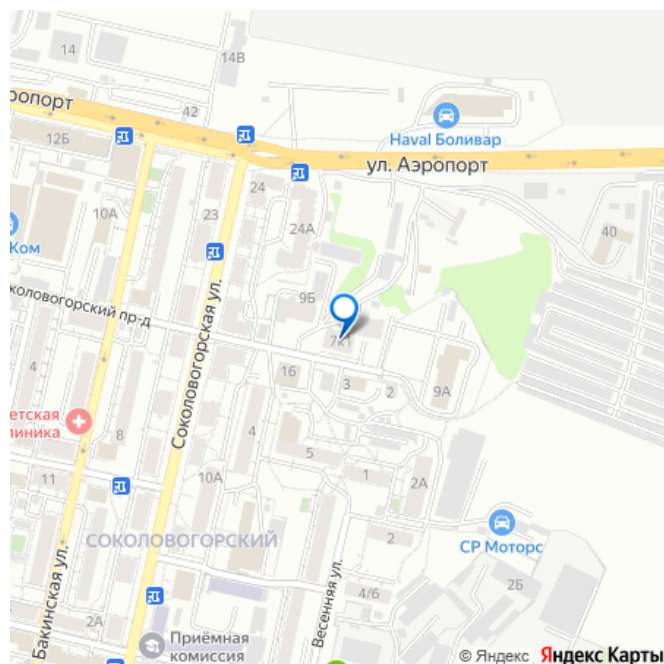 14
14В
42
ропорт
12Б
Haval Боливар
ул. Аэропорт
24
10А
23
24А
40
Ком
9Б
околовогорский пр-д
7к1
Соколовогорская ул.
16
3
2
9А
4
етская
линика
8
4
5
1
10А
2А
11
СОКОЛОВОГОРСКИЙ
СР Моторс
2
2Б
Бакинская ул.
Весенняя ул.
4/6
Приёмная
комиссия
© Яндекс Яндекс Карты